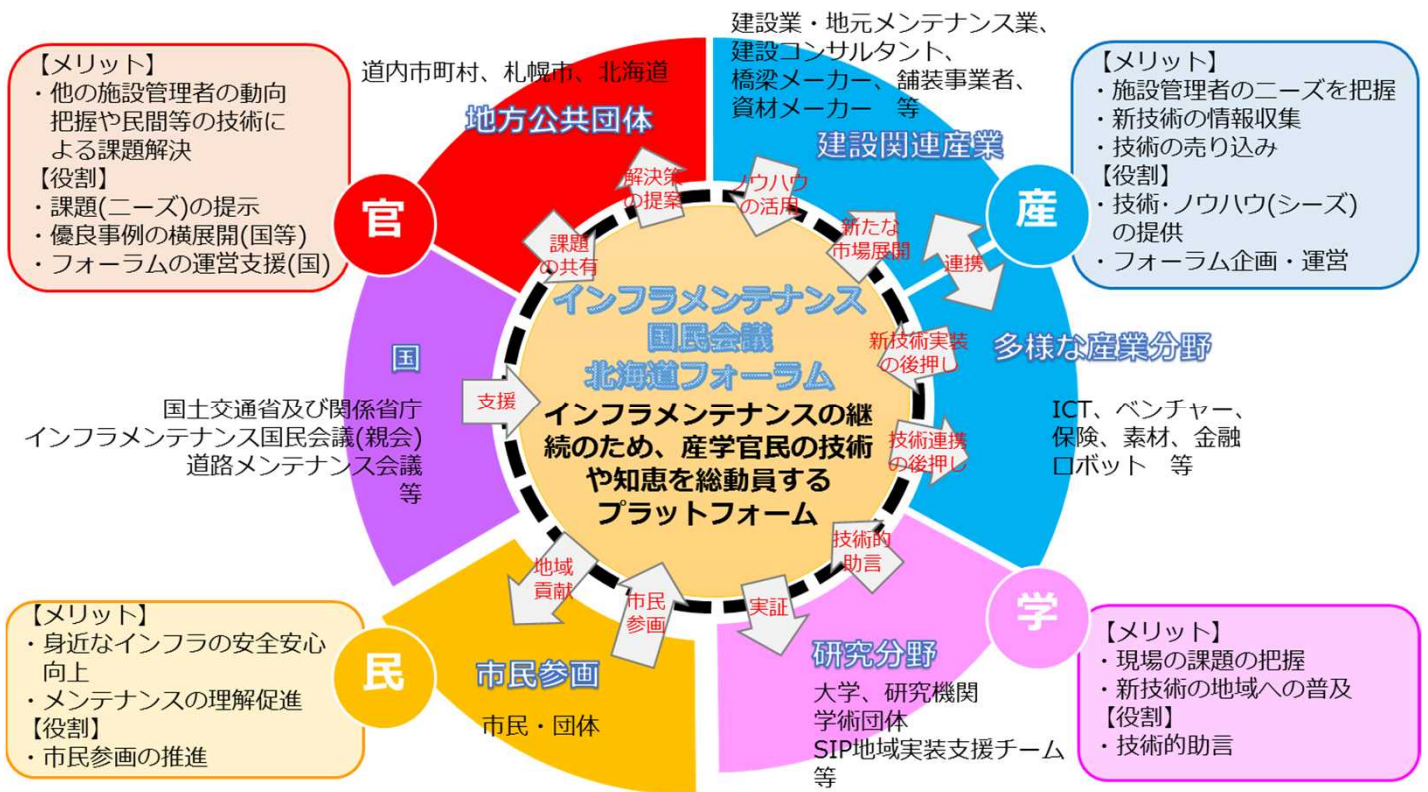 【メリット】
・他の施設管理者の動向
把握や民間等の技術に
よる課題解決
【役割】
・課題(ニーズ)の提示
・優良事例の横展開(国等)
・フォーラムの運営支援(国)
官
道内市町村、札幌市、北海道
地方公共団体
建設業・地元メンテナンス業、
建設コンサルタント、
橋梁メーカー、舗装事業者、
資材メーカー　等
建設関連産業
産
【メリット】
・施設管理者のニーズを把握
・新技術の情報収集
・技術の売り込み
【役割】
・技術・ノウハウ(シーズ)
の提供
・フォーラム企画・運営
課題
の共有
解決策
の提案
ノウハウ
の活用
新たな
市場展開
連携
インフラメンテナンス
国民会議
北海道フォーラム
インフラメンテナンスの継
続のため、産学官民の技術
や知恵を総動員する
プラットフォーム
国
国土交通省及び関係省庁
インフラメンテナンス国民会議(親会)
道路メンテナンス会議
等
支援
新技術実装
の後押し
技術連携
の後押し
多様な産業分野
ICT、ベンチャー、
保険、素材、金融
ロボット　等
地域
貢献
市民
参画
実証
技術的
助言
【メリット】
・身近なインフラの安全安心
向上
・メンテナンスの理解促進
【役割】
・市民参画の推進
民
市民参画
市民・団体
研究分野
大学、研究機関
学術団体
SIP地域実装支援チーム
等
学
【メリット】
・現場の課題の把握
・新技術の地域への普及
【役割】
・技術的助言